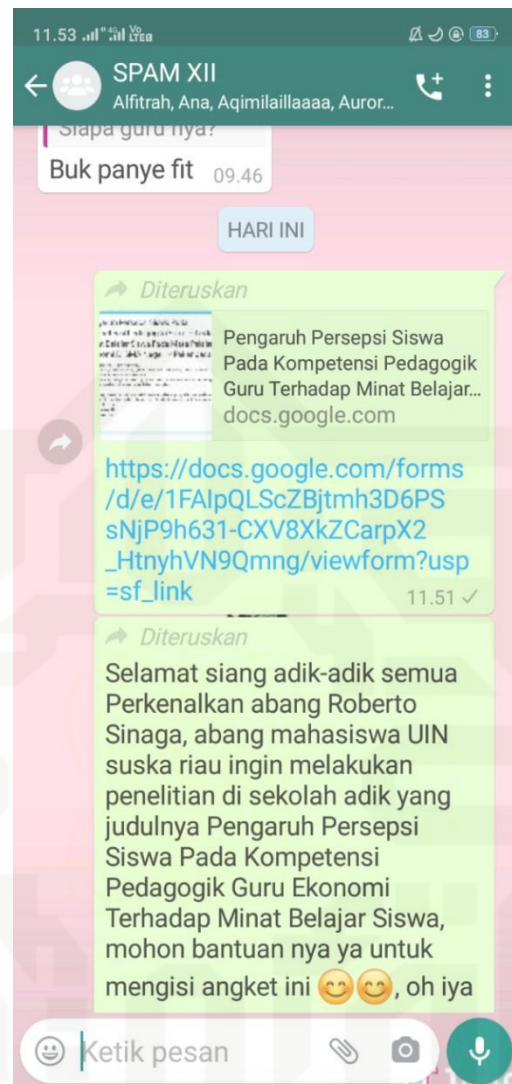 11.53
83
SPAM XII
Alfitrah, Ana, Aqimilaillaaaa, Auror...
Siapa guru nya?
Buk panye fit 09.46
HARI INI
Diteruskan
Pengaruh Persepsi Siswa
Pada Kompetensi Pedagogik
Guru Terhadap Minat Belajar...
docs.google.com
https://docs.google.com/forms
/d/e/1FAIpQLScZBjtmh3D6PS
sNjP9h631-CXV8XkZCarpX2
_HtnyhVN9Qmng/viewform?usp
=sf_link 11.51
Diteruskan
Selamat siang adik-adik semua
Perkenalkan abang Roberto
Sinaga, abang mahasiswa UIN
suska riau ingin melakukan
penelitian di sekolah adik yang
judulnya Pengaruh Persepsi
Siswa Pada Kompetensi
Pedagogik Guru Ekonomi
Terhadap Minat Belajar Siswa,
mohon bantuan nya ya untuk
mengisi angket ini 😊😊, oh iya
Ketik pesan